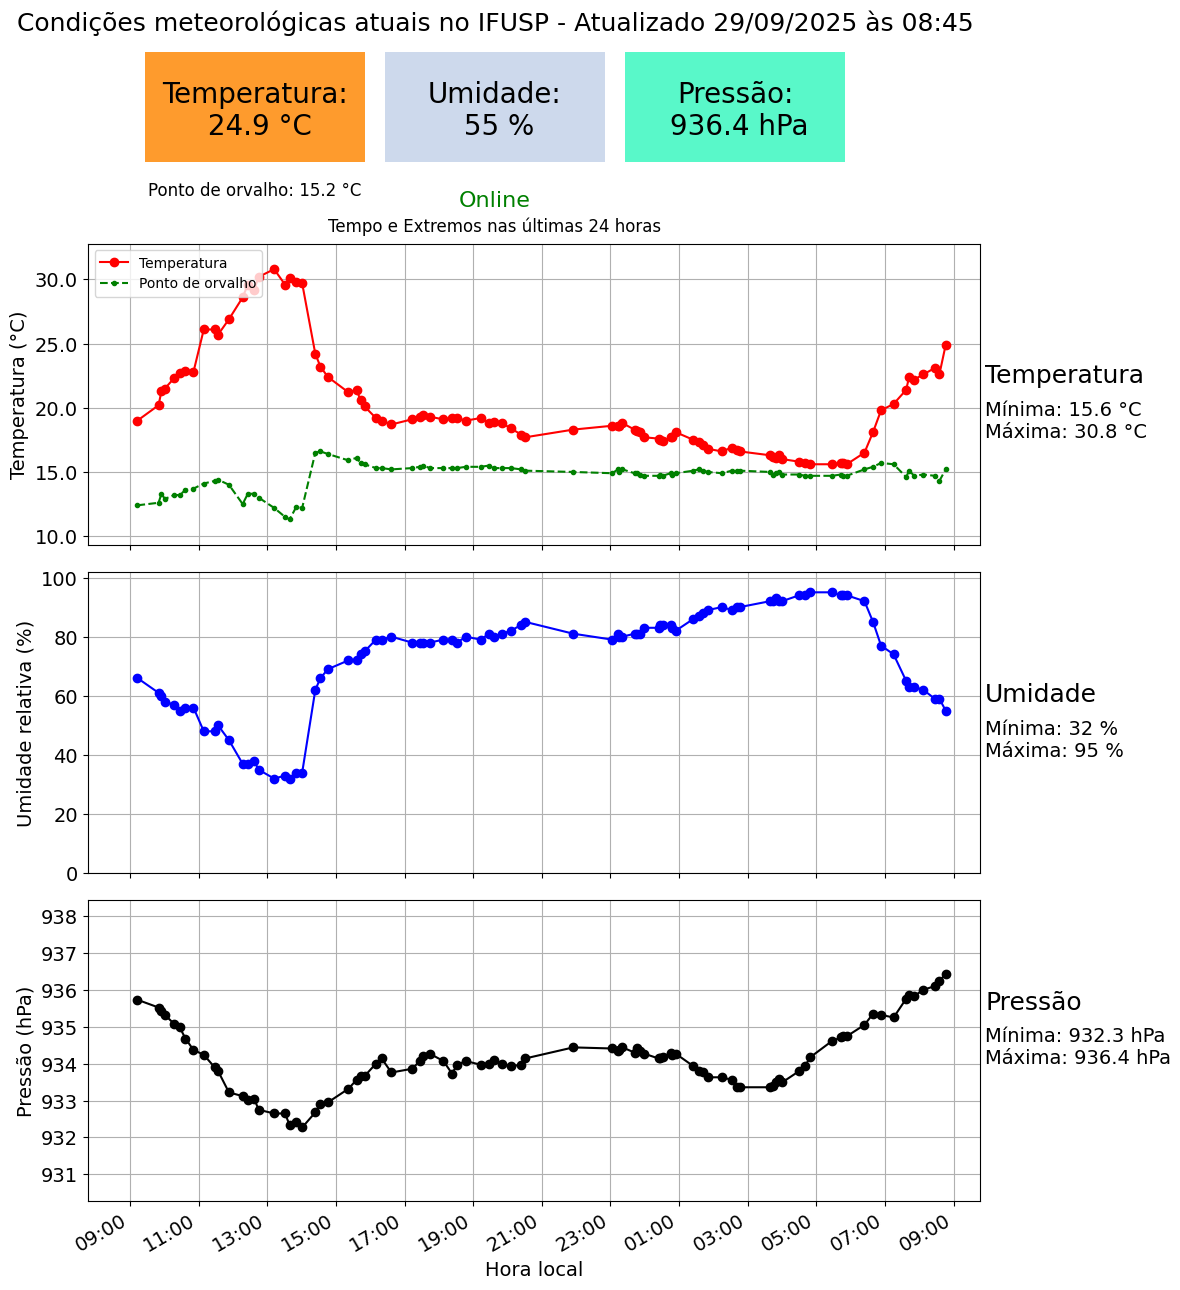 Condições meteorológicas atuais no IFUSP - Atualizado 29/09/2025 às 08:45
Temperatura:
24.9 °C
Umidade:
55 %
Pressão:
936.4 hPa
Ponto de orvalho: 15.2 °C
Online
Tempo e Extremos nas últimas 24 horas
Temperatura
Ponto de orvalho
Temperatura (°C)
30.0
25.0
20.0
15.0
10.0
Temperatura
Mínima: 15.6 °C
Máxima: 30.8 °C
Umidade relativa (%)
100
80
60
40
20
0
Umidade
Mínima: 32 %
Máxima: 95 %
Pressão (hPa)
938
937
936
935
934
933
932
931
Pressão
Mínima: 932.3 hPa
Máxima: 936.4 hPa
09:00
11:00
13:00
15:00
17:00
19:00
21:00
23:00
01:00
03:00
05:00
07:00
09:00
Hora local